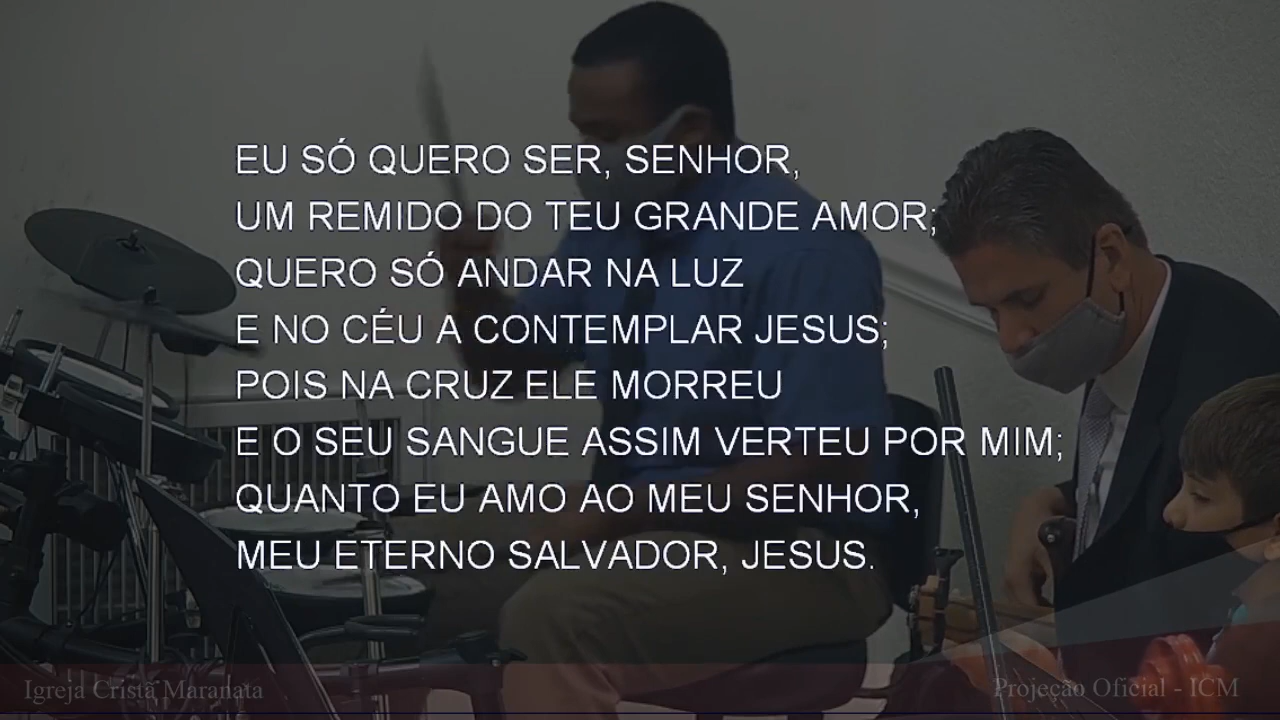 EU SÓ QUERO SER, SENHOR,
UM REMIDO DO TEU GRANDE AMOR;
QUERO SÓ ANDAR NA LUZ
E NO CÉU A CONTEMPLAR JESUS;
POIS NA CRUZ ELE MORREU
E O SEU SANGUE ASSIM VERTEU POR MIM;
QUANTO EU AMO AO MEU SENHOR,
MEU ETERNO SALVADOR, JESUS.
Igreja Cristã Maranata
Projeção Oficial - ICM